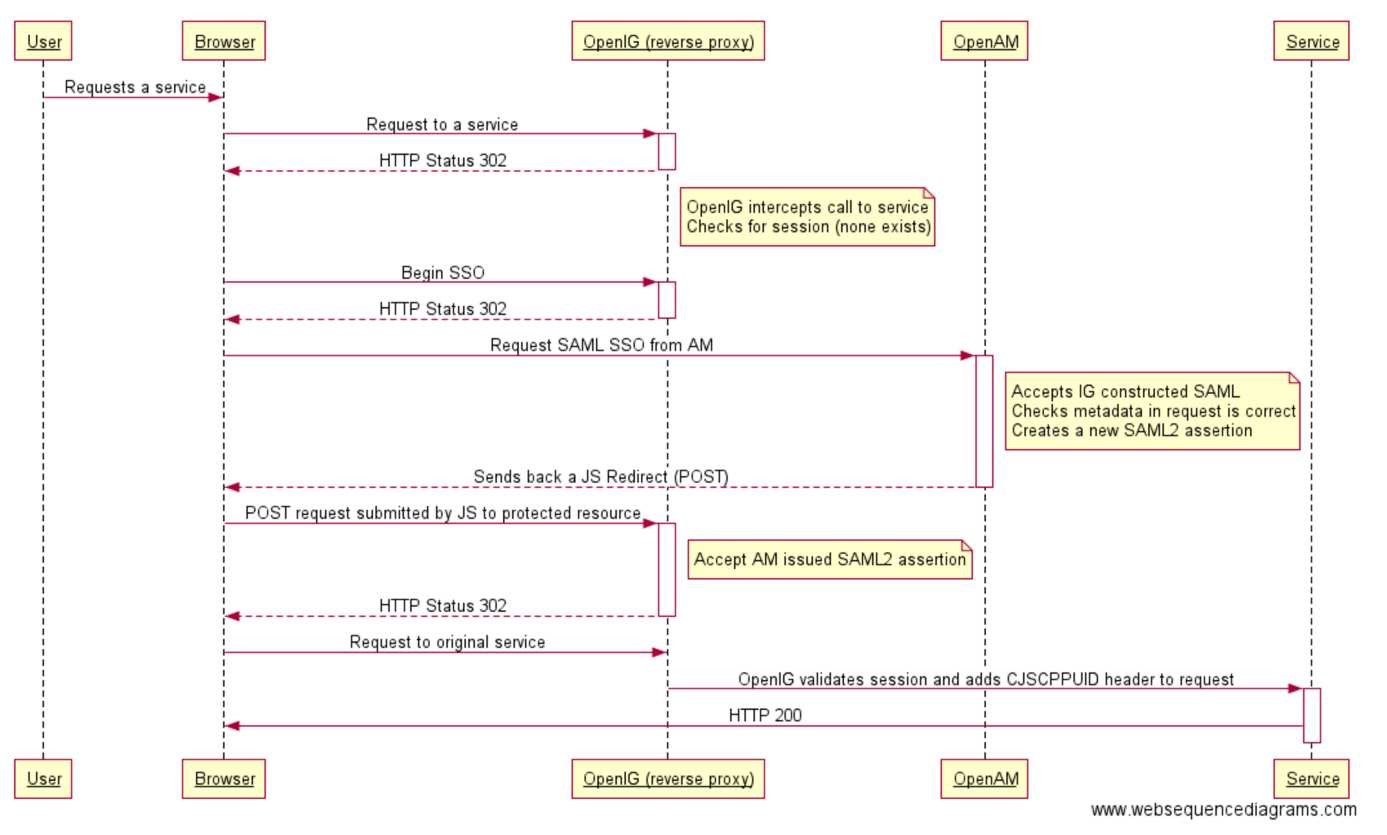 User
Browser
OpenIG (reverse proxy)
OpenAM
Service
Requests a service
Request to a service
HTTP Status 302
OpenIG intercepts call to service
Checks for session (none exists)
Begin SSO
HTTP Status 302
Request SAML SSO from AM
Accepts IG constructed SAML
Checks metadata in request is correct
Creates a new SAML2 assertion
Sends back a JS Redirect (POST)
POST request submitted by JS to protected resource
Accept AM issued SAML2 assertion
HTTP Status 302
Request to original service
OpenIG validates session and adds CJSCPPUID header to request
HTTP 200
User
Browser
OpenIG (reverse proxy)
OpenAM
Service
www.websequencediagrams.com